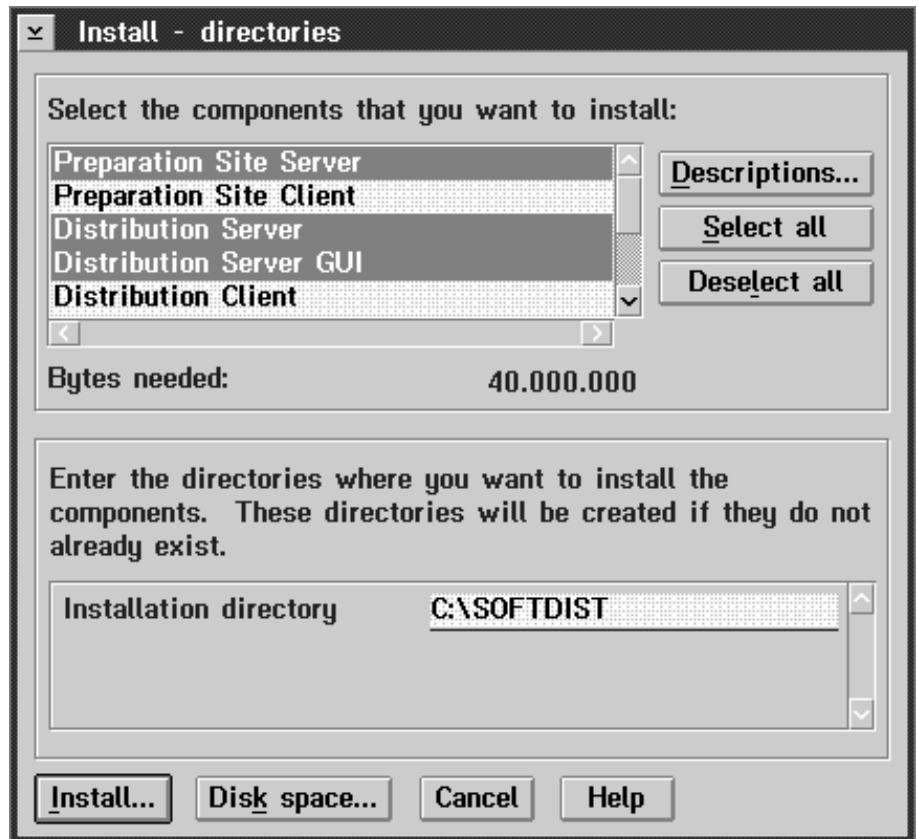 Install - directories
Select the components that you want to install:
Preparation Site Server
Preparation Site Client
Distribution Server
Distribution Server GUI
Distribution Client
Descriptions...
Select all
Deselect all
Bytes needed: 40.000.000
Enter the directories where you want to install the
components.  These directories will be created if they do not
already exist.
Installation directory C:\SOFTDIST
Install... Disk space... Cancel Help